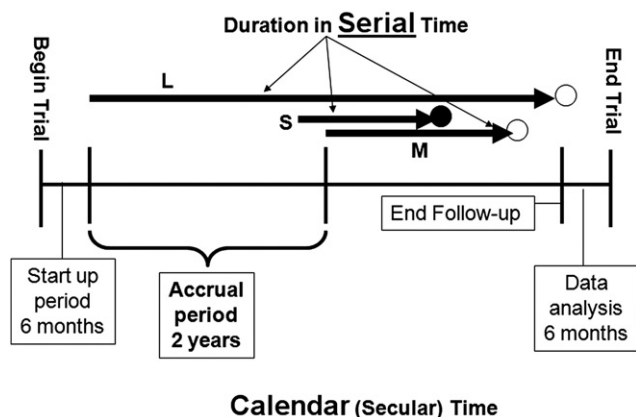 Duration in Serial Time
Begin Trial
End Trial
L
S
M
End Follow-up
Start up
period
6 months
Accrual
period
2 years
Data
analysis
6 months
Calendar (Secular) Time